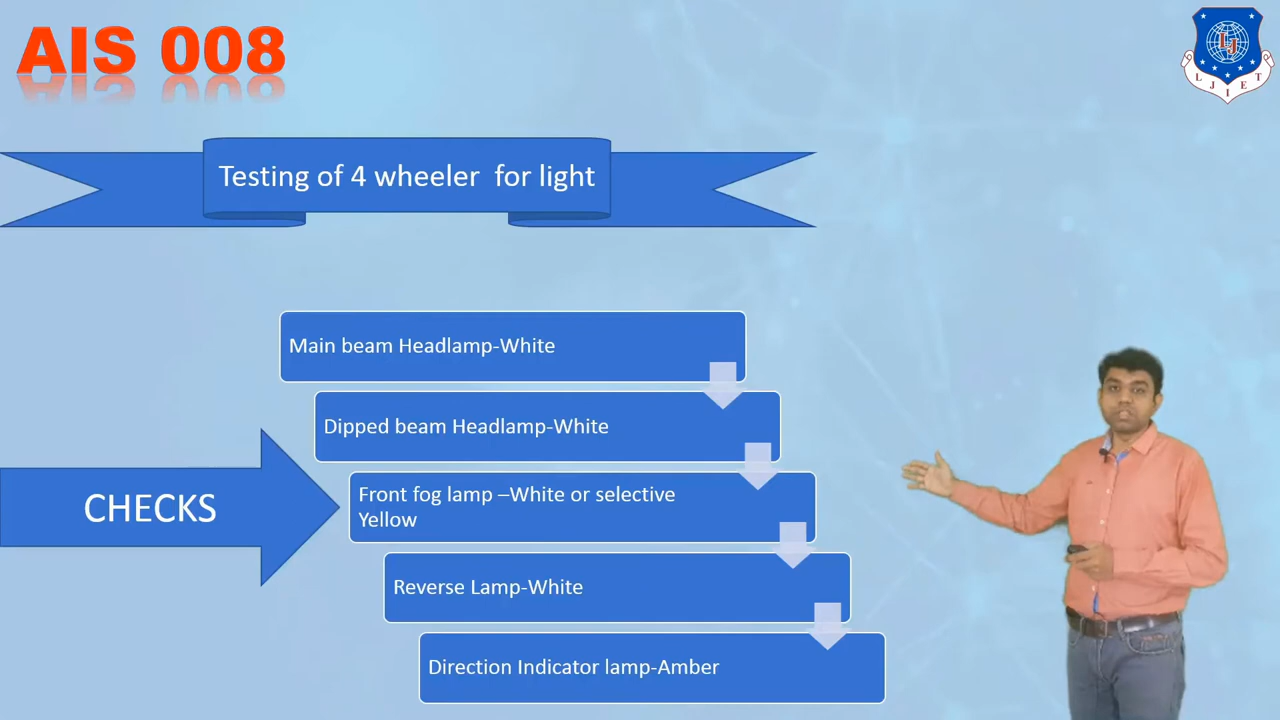 AIS 008
LJIET
Testing of 4 wheeler for light
Main beam Headlamp-White
Dipped beam Headlamp-White
CHECKS
Front fog lamp –White or selective
Yellow
Reverse Lamp-White
Direction Indicator lamp-Amber